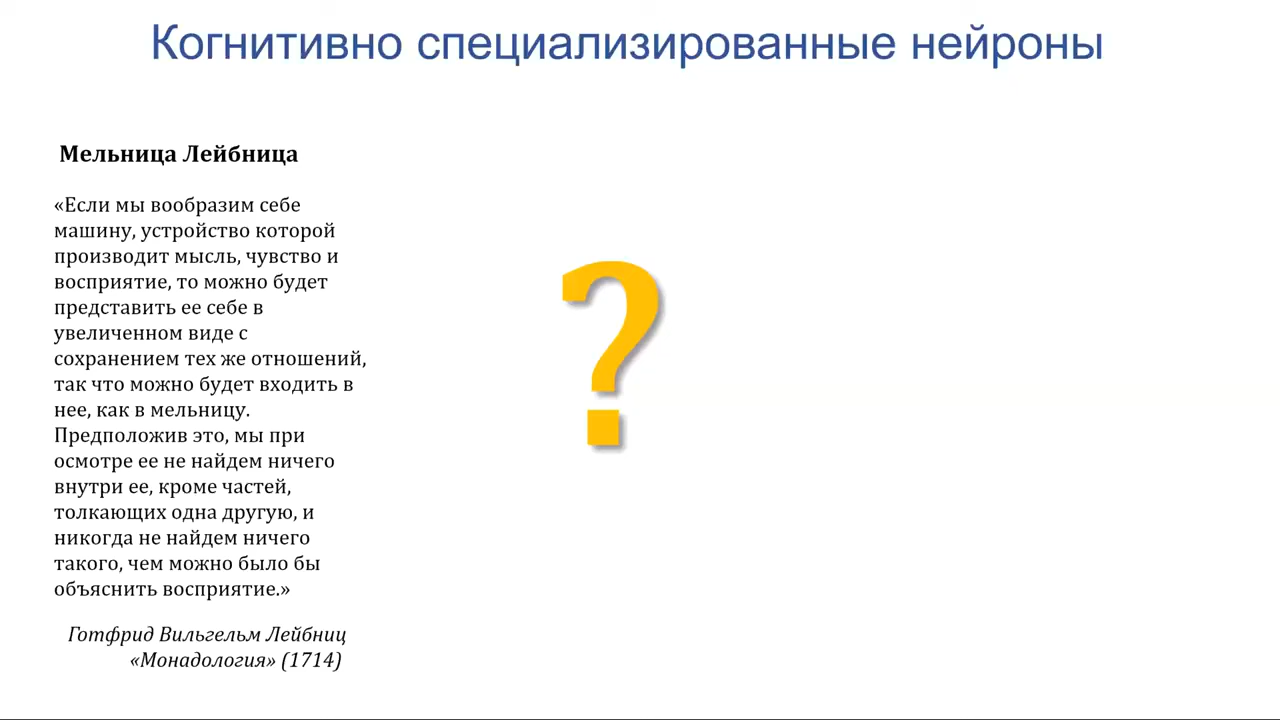 Когнитивно специализированные нейроны
Мельница Лейбница
«Если мы вообразим себе
машину, устройство которой
производит мысль, чувство и
восприятие, то можно будет
представить ее себе в
увеличенном виде с
сохранением тех же отношений,
так что можно будет входить в
нее, как в мельницу.
Предположив это, мы при
осмотре ее не найдем ничего
внутри ее, кроме частей,
толкающих одна другую, и
никогда не найдем ничего
такого, чем можно было бы
объяснить восприятие.»
Готфрид Вильгельм Лейбниц
«Монадология» (1714)
?